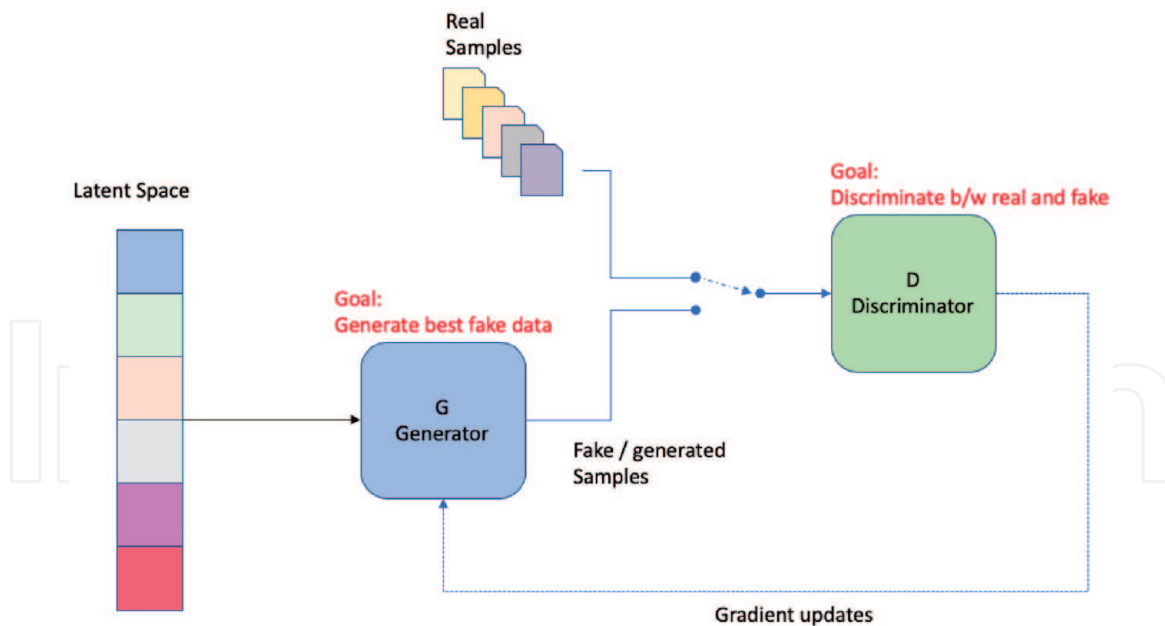 Real
Samples
Latent Space
Goal:
Discriminate b/w real and fake
D
Discriminator
Goal:
Generate best fake data
G
Generator
Fake / generated
Samples
Gradient updates